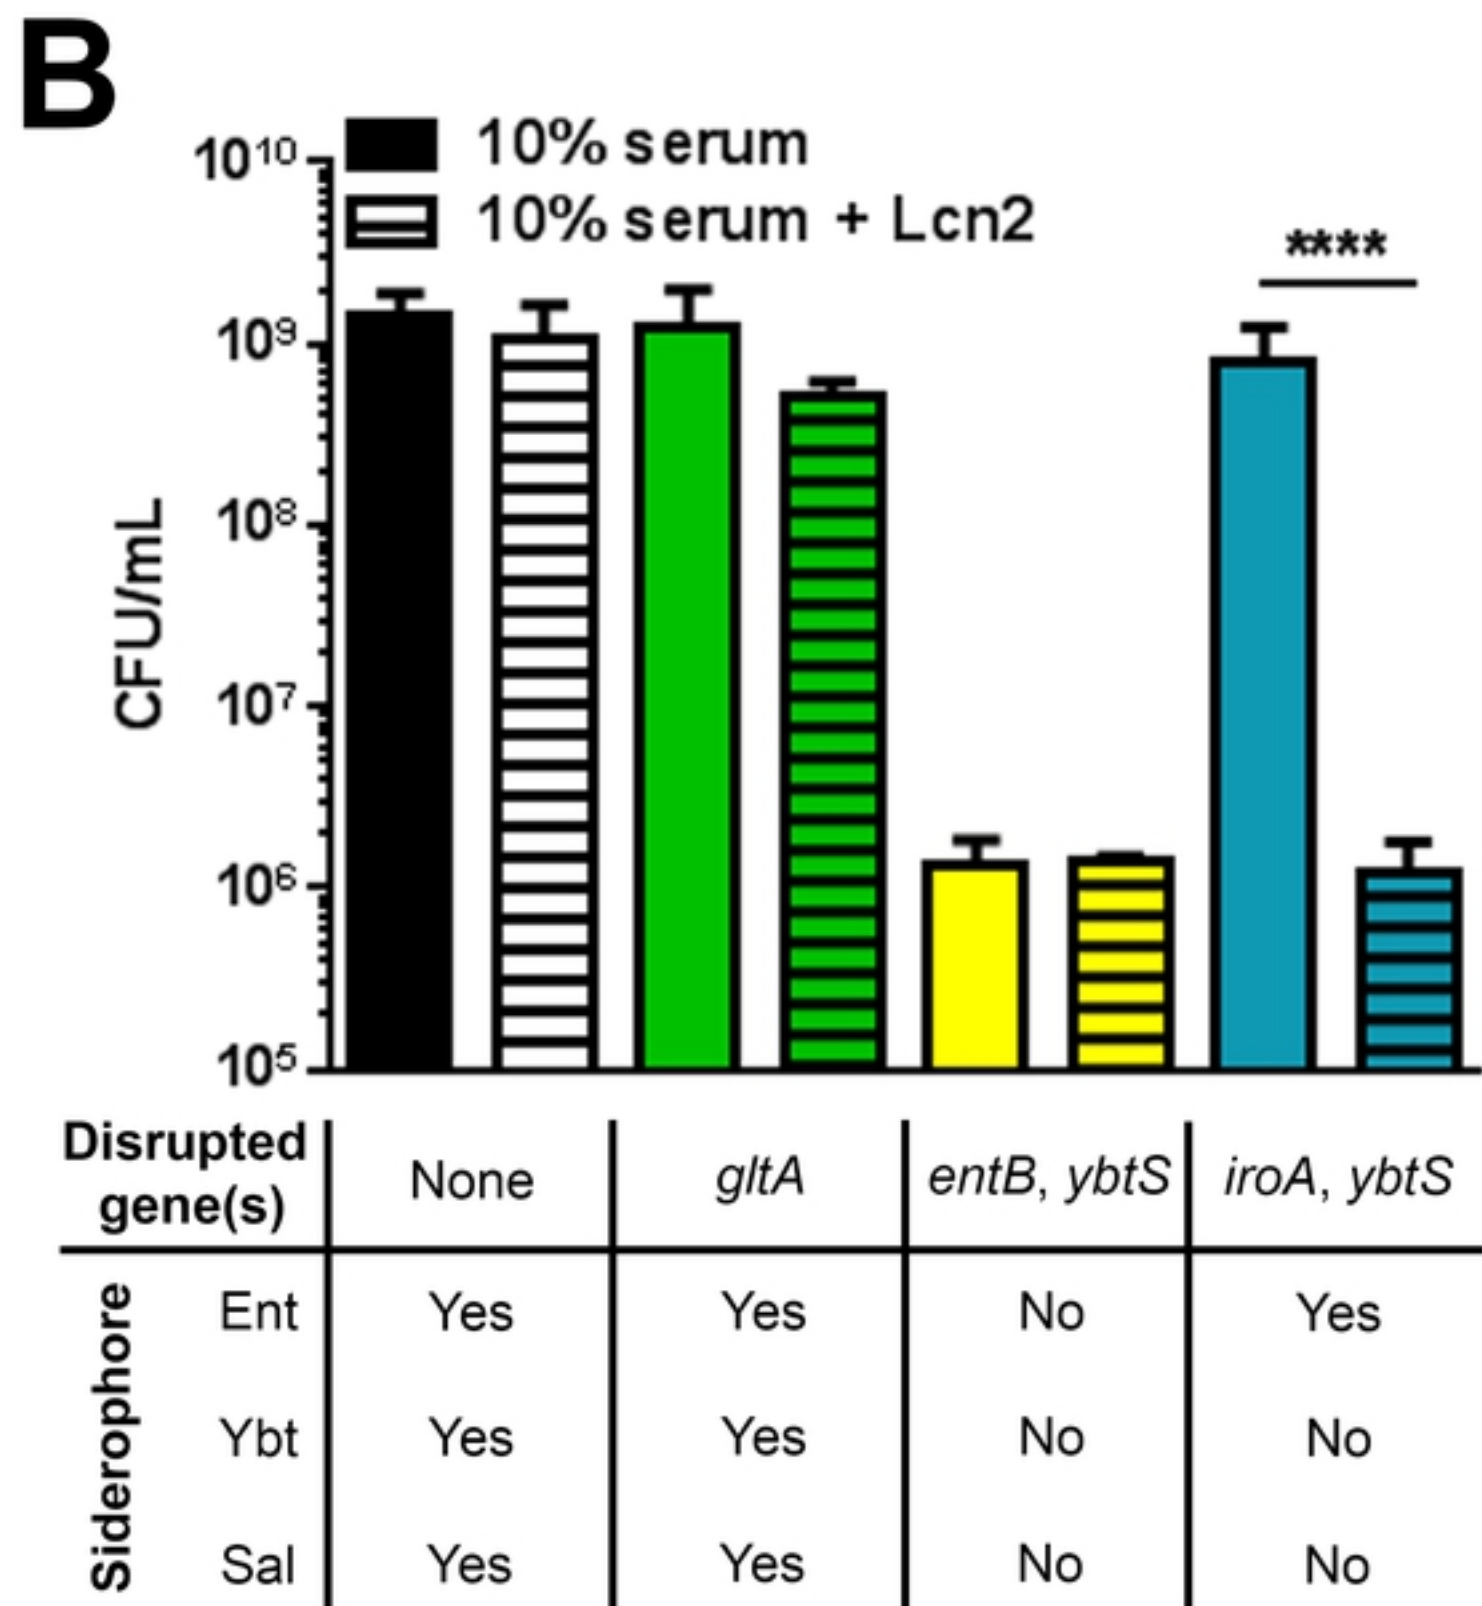 B
10% serum
10% serum + Lcn2
****
10¹⁰
10⁹
10⁸
10⁷
10⁶
10⁵
CFU/mL
Disrupted gene(s) None gltA entB, ybtS iroA, ybtS
Siderophore
Ent Yes Yes No Yes
Ybt Yes Yes No No
Sal Yes Yes No No